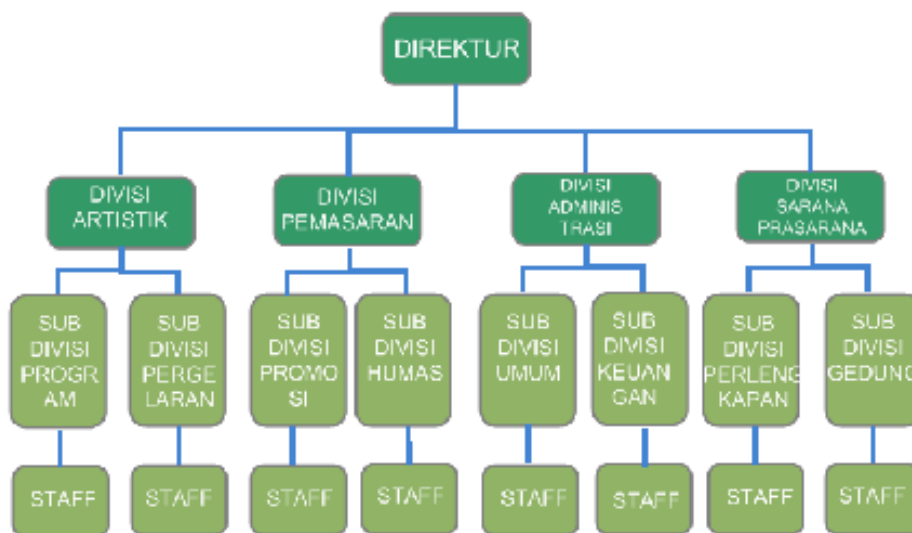 DIREKTUR
DIVISI
ARTISTIK
DIVISI
PEMASARAN
DIVISI
ADMINIS
TRASI
DIVISI
SARANA
PRASARANA
SUB
DIVISI
PROGR
AM
SUB
DIVISI
PERGE
LARAN
SUB
DIVISI
PROMO
SI
SUB
DIVISI
HUMAS
SUB
DIVISI
UMUM
SUB
DIVISI
KEUAN
GAN
SUB
DIVISI
PERLENG
KAPAN
SUB
DIVISI
GEDUNG
STAFF
STAFF
STAFF
STAFF
STAFF
STAFF
STAFF
STAFF